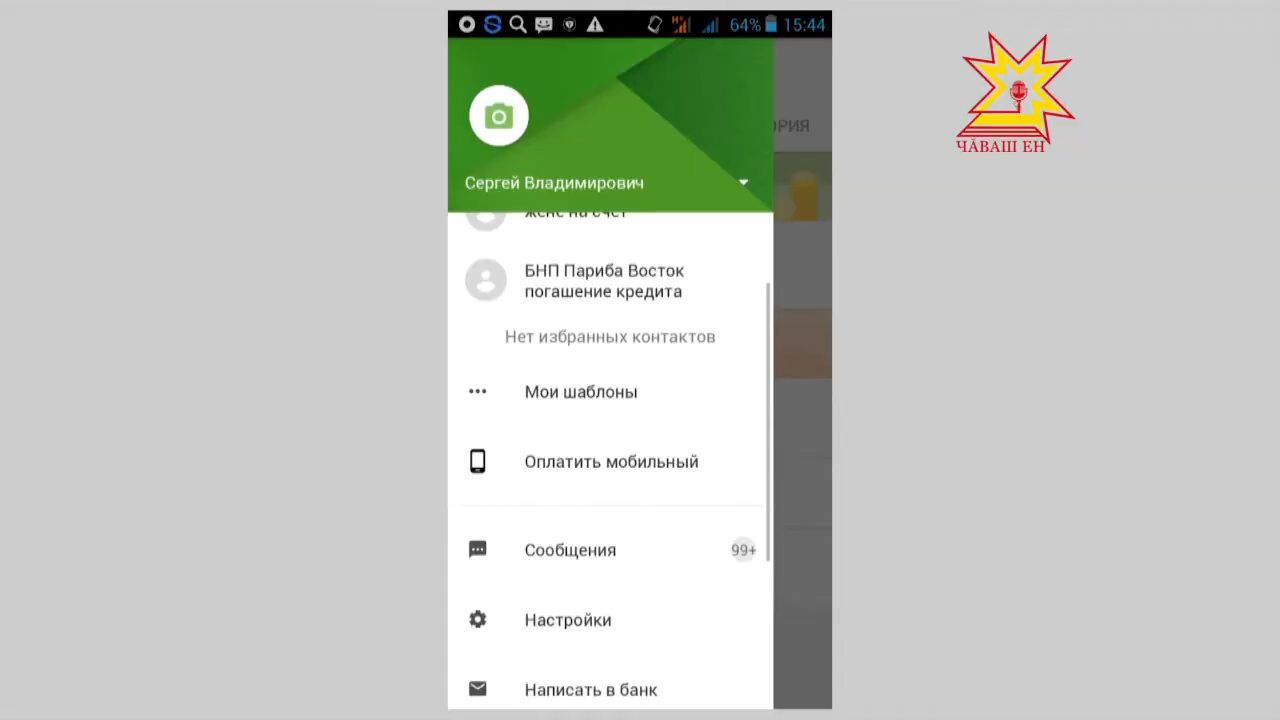 64% 15:44
ЧӐВАШ ЕН
ОРИЯ
Сергей Владимирович
жене на счет
БНП Париба Восток
погашение кредита
Нет избранных контактов
Мои шаблоны
Оплатить мобильный
Сообщения 99+
Настройки
Написать в банк